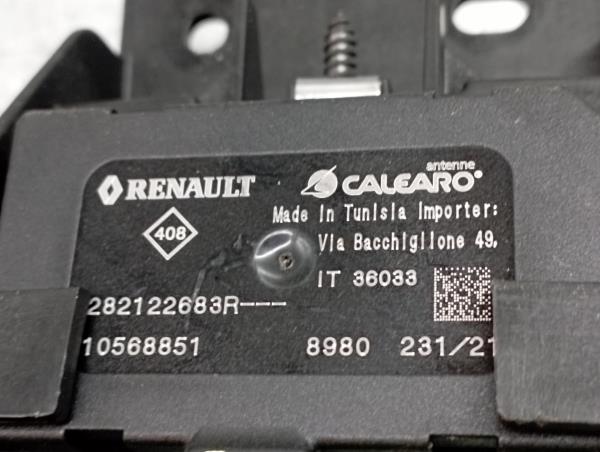 RENAULT
antenne
CALEARO®
408
Made in Tunisia Importer:
Via Bacchiglione 49,
IT 36033
282122683R---
10568851 8980 231/21